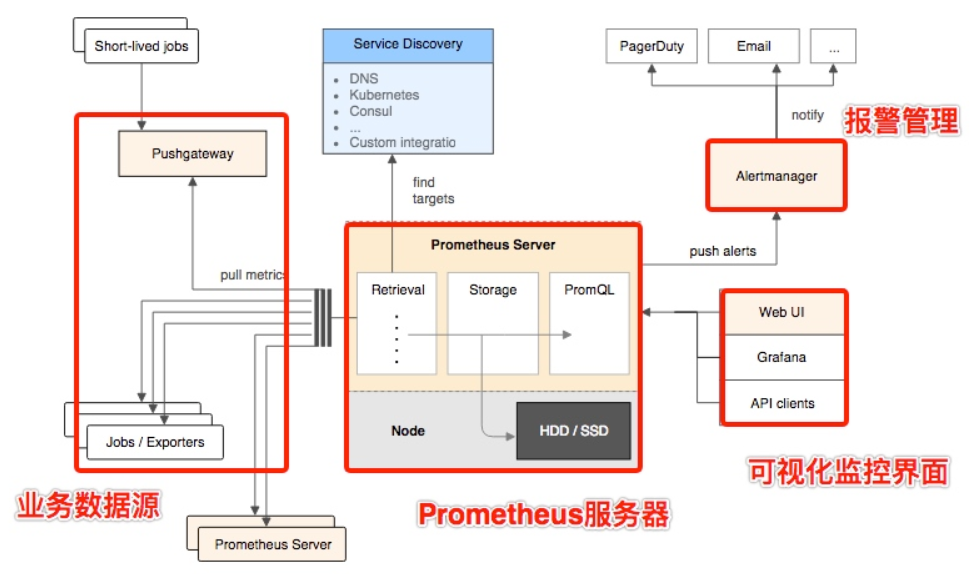 Short-lived jobs
Service Discovery
• DNS
• Kubernetes
• Consul
• ...
• Custom integratio
PagerDuty
Email
...
notify
报警管理
Pushgateway
Alertmanager
find
targets
push alerts
pull metrics
Prometheus Server
Retrieval
Storage
PromQL
Web UI
Grafana
API clients
Node
HDD / SSD
Jobs / Exporters
可视化监控界面
业务数据源
Prometheus服务器
Prometheus Server